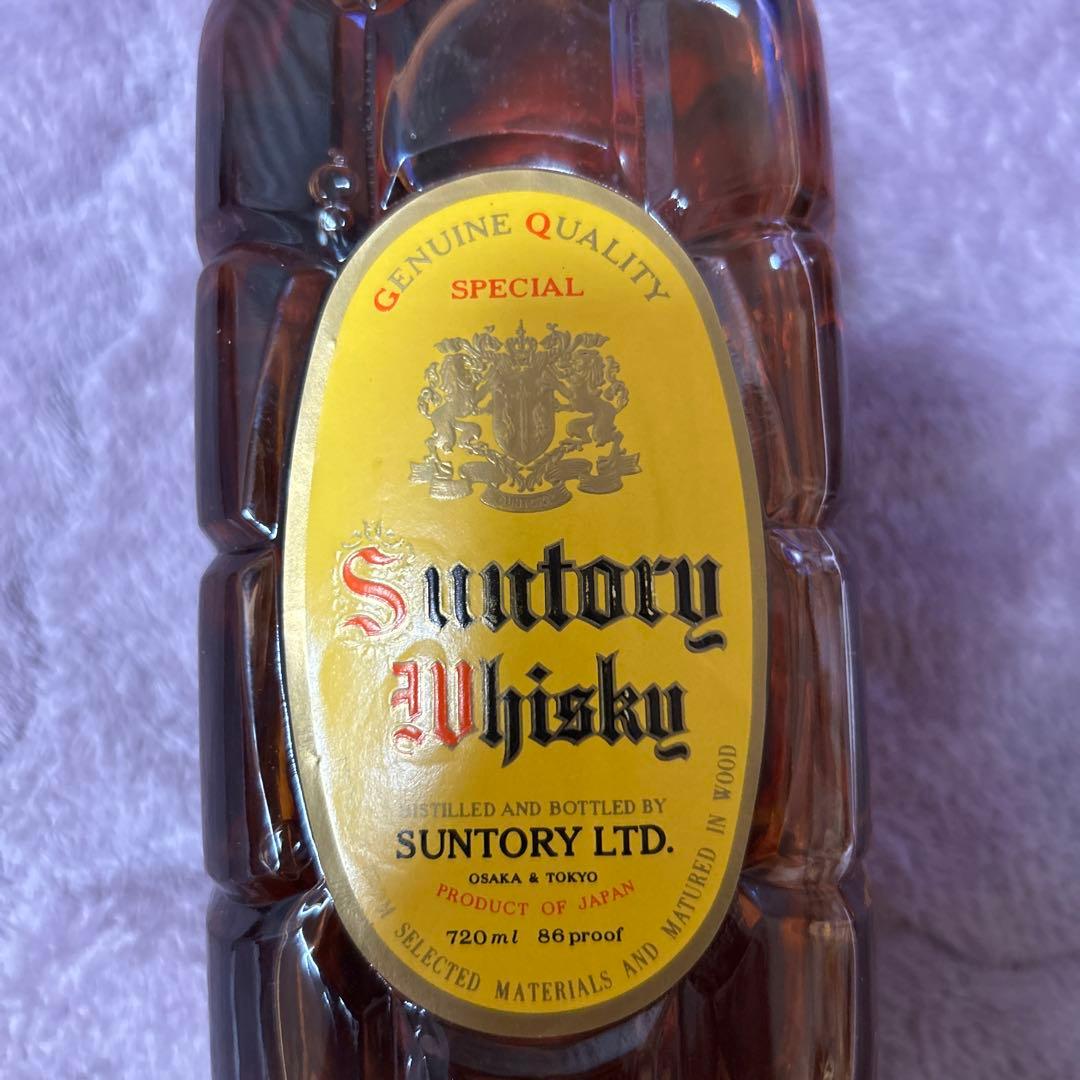 GENUINE QUALITY
SPECIAL
SUNTORY
Suntory
Whisky
DISTILLED AND BOTTLED BY
SUNTORY LTD.
OSAKA & TOKYO
PRODUCT OF JAPAN
720ml 86proof
SELECTED MATERIALS AND MATURED IN WOOD